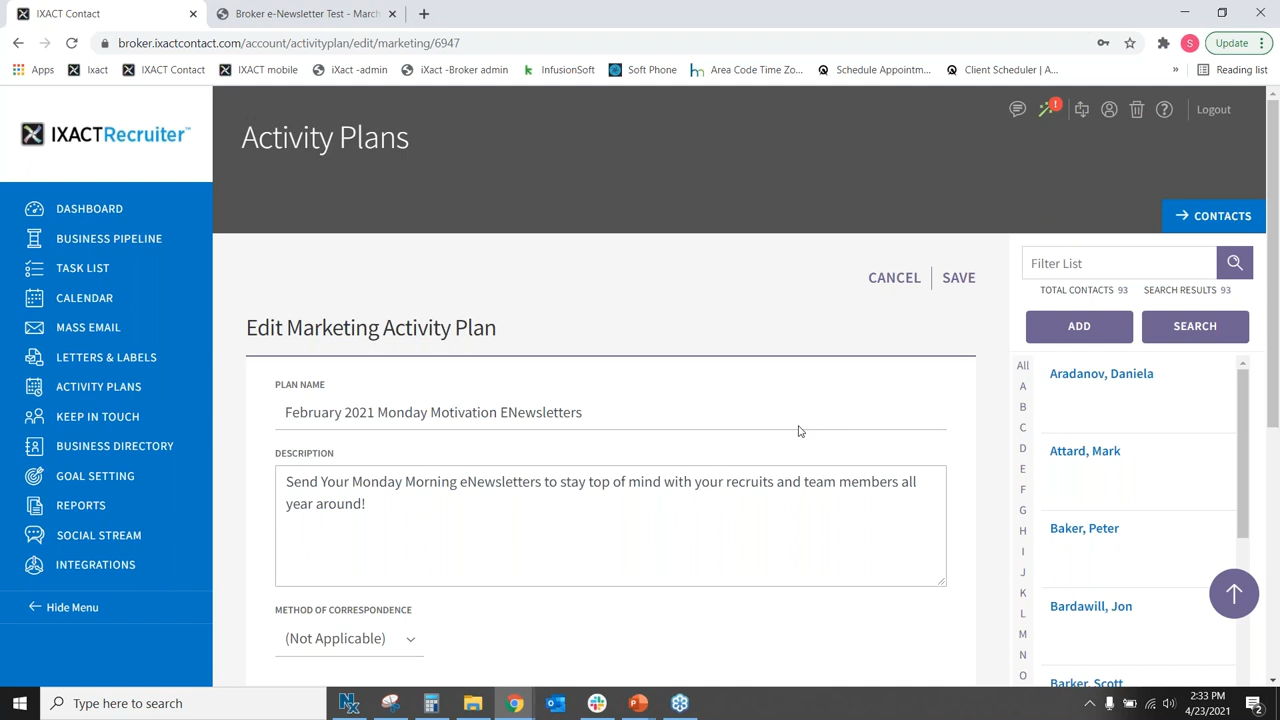 IXACT Contact
Broker e-Newsletter Test - March
broker.ixactcontact.com/account/activityplan/edit/marketing/6947
S
Update
Apps
Ixact
IXACT Contact
IXACT mobile
iXact -admin
iXact -Broker admin
InfusionSoft
Soft Phone
Area Code Time Zo...
Schedule Appointm...
Client Scheduler | A...
»
Reading list
IXACTRecruiter™
Activity Plans
Logout
CONTACTS
DASHBOARD
BUSINESS PIPELINE
TASK LIST
CALENDAR
MASS EMAIL
LETTERS & LABELS
ACTIVITY PLANS
KEEP IN TOUCH
BUSINESS DIRECTORY
GOAL SETTING
REPORTS
SOCIAL STREAM
INTEGRATIONS
Hide Menu
CANCEL
SAVE
Edit Marketing Activity Plan
PLAN NAME
February 2021 Monday Motivation ENewsletters
DESCRIPTION
Send Your Monday Morning eNewsletters to stay top of mind with your recruits and team members all
year around!
METHOD OF CORRESPONDENCE
(Not Applicable)
Filter List
TOTAL CONTACTS 93
SEARCH RESULTS 93
ADD
SEARCH
All
A
B
C
D
E
F
G
H
I
J
K
L
M
N
O
Aradanov, Daniela
Attard, Mark
Baker, Peter
Bardawill, Jon
Barker, Scott
Type here to search
2:33 PM
4/23/2021
2